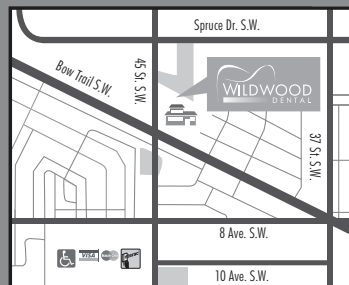 Spruce Dr. S.W.
Bow Trail S.W.
45 St. S.W.
WILDWOOD
DENTAL
37 St. S.W.
8 Ave. S.W.
VISA
10 Ave. S.W.